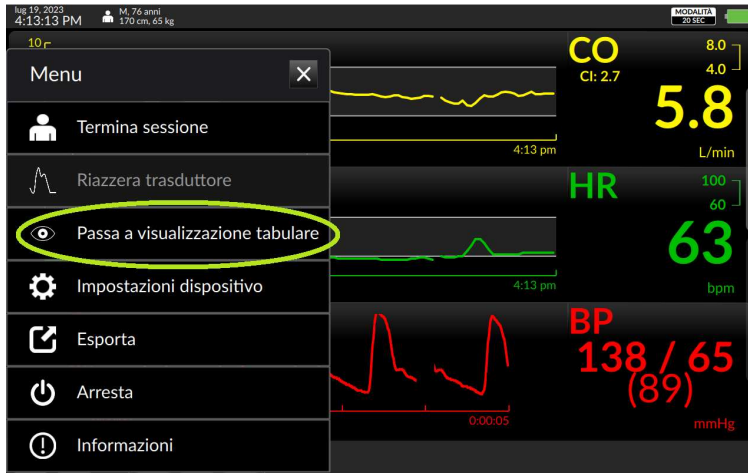 lug 19, 2023
4:13:13 PM
M, 76 anni
170 cm, 65 kg
MODALITÀ
20 SEC
10
Menu
Termina sessione
Riazzera trasduttore
Passa a visualizzazione tabulare
Impostazioni dispositivo
Esporta
Arresta
Informazioni
4:13 pm
CO
CI: 2.7
8.0
4.0
5.8
L/min
4:13 pm
HR
100
60
63
bpm
0:00:05
BP
138 / 65
(89)
mmHg